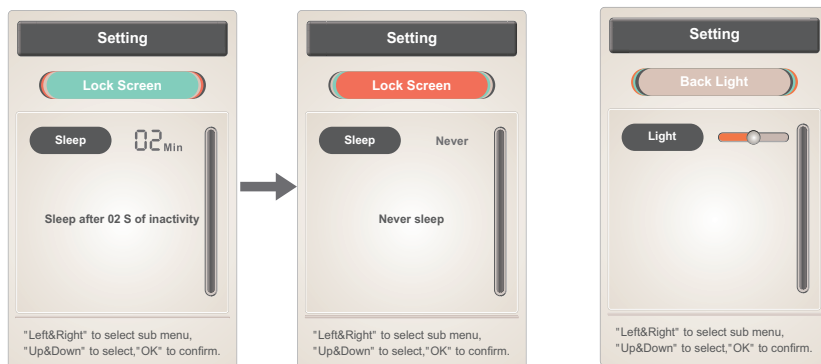 Setting
Lock Screen
Sleep
02 Min
Sleep after 02 S of inactivity
"Left&Right" to select sub menu,
"Up&Down" to select,"OK" to confirm.
Setting
Lock Screen
Sleep
Never
Never sleep
"Left&Right" to select sub menu,
"Up&Down" to select,"OK" to confirm.
Setting
Back Light
Light
"Left&Right" to select sub menu,
"Up&Down" to select,"OK" to confirm.